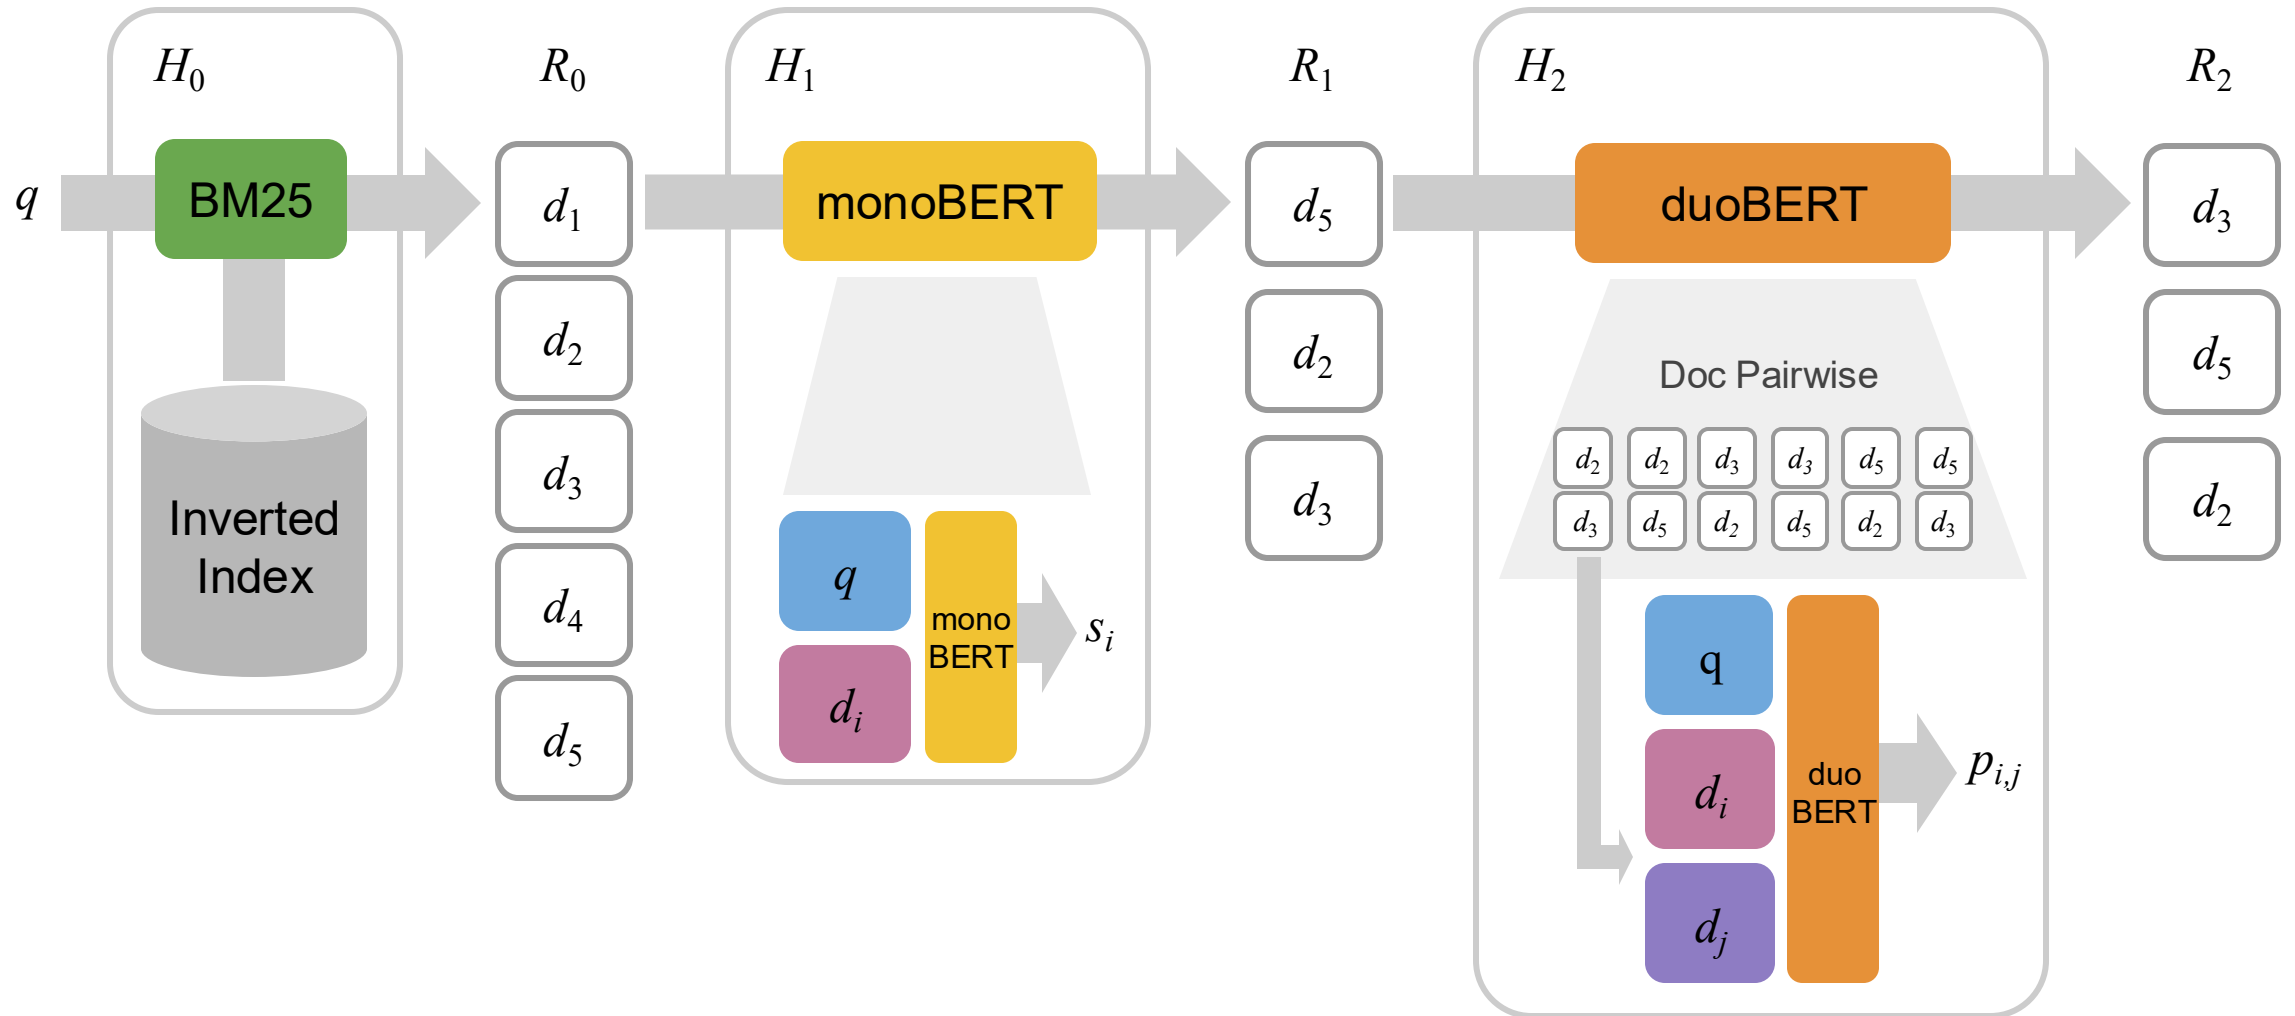 H0
R0
H1
R1
H2
R2
q
BM25
d1
monoBERT
d5
duoBERT
d3
d2
d2
d5
Doc Pairwise
d2 d2 d3 d3 d5 d5
d3 d5 d2 d5 d2 d3
d3
d3
d2
Inverted
Index
q
d4
mono
BERT
si
di
d5
q
di
duo
BERT
pi,j
dj